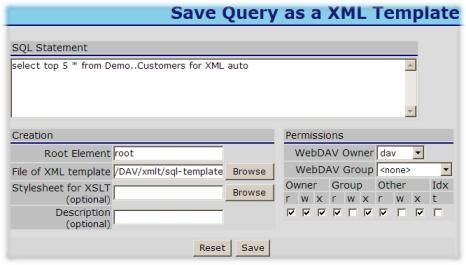 Save Query as a XML Template
SQL Statement
select top 5 * from Demo..Customers for XML auto
Creation
Root Element root
File of XML template /DAV/xmlt/sql-template Browse
Stylesheet for XSLT (optional) Browse
Description (optional)
Permissions
WebDAV Owner dav
WebDAV Group <none>
Owner Group Other Idx
r w x r w x r w x t
Reset Save